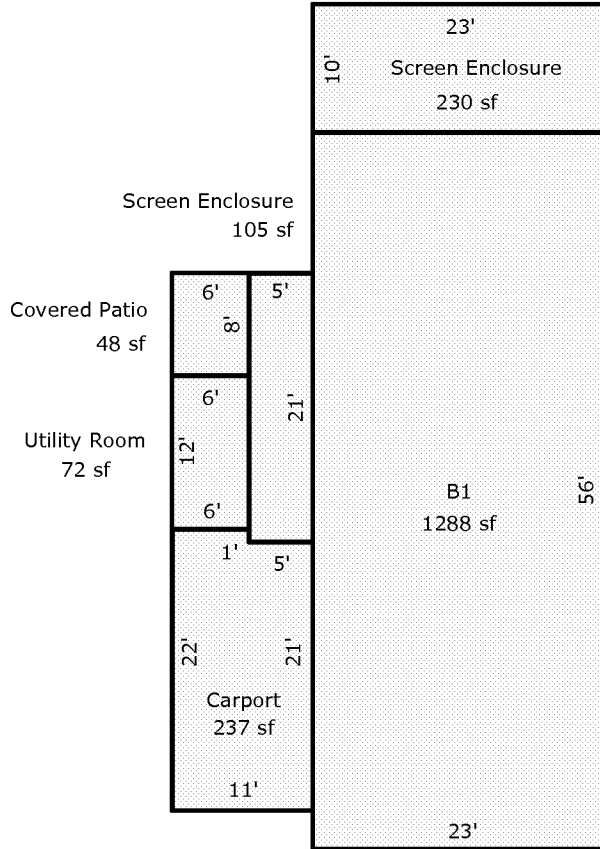 23'
10'
Screen Enclosure
230 sf
Screen Enclosure
105 sf
6'
5'
Covered Patio
8'
48 sf
6'
21'
Utility Room
12'
72 sf
B1
56'
1288 sf
6'
1'
5'
22'
21'
Carport
237 sf
11'
23'